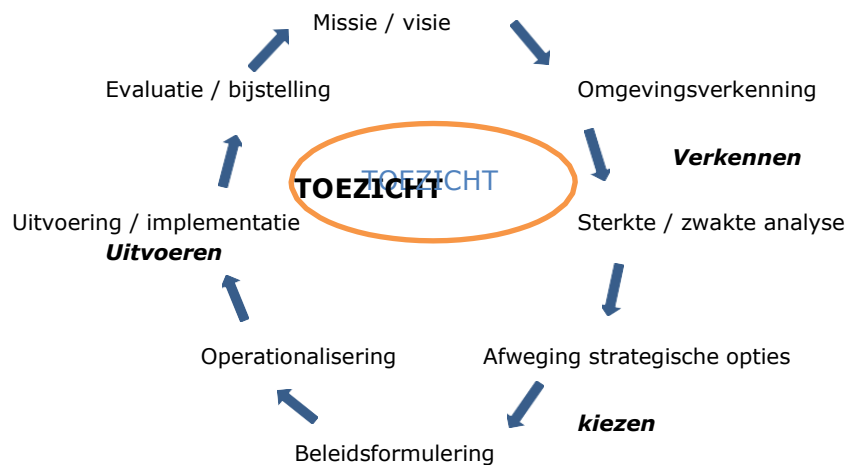 Missie / visie
Evaluatie / bijstelling
Omgevingsverkenning
Verkennen
TOEZICHT
TOEZICHT
Uitvoering / implementatie
Sterkte / zwakte analyse
Uitvoeren
Operationalisering
Afweging strategische opties
kiezen
Beleidsformulering